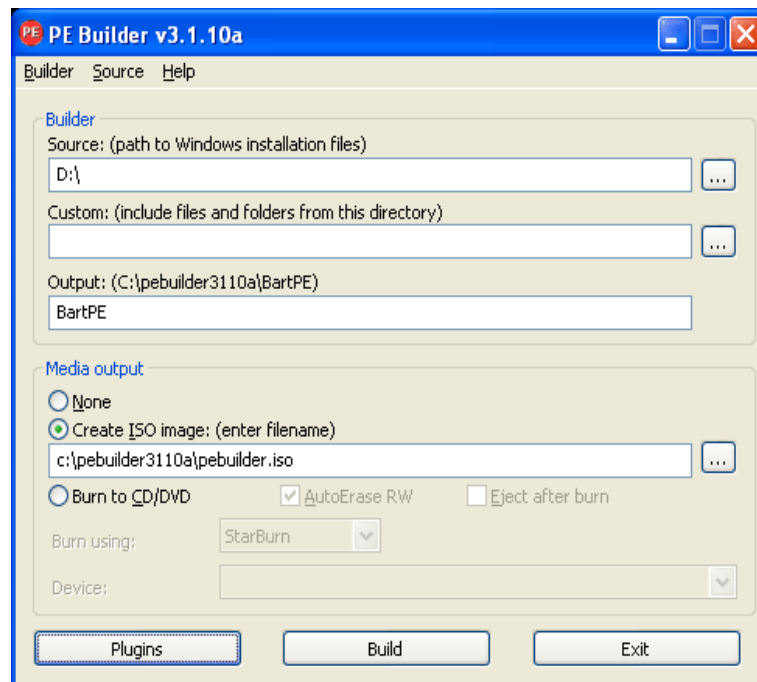 PE PE Builder v3.1.10a
Builder Source Help
Builder
Source: (path to Windows installation files)
D:\
...
Custom: (include files and folders from this directory)
...
Output: (C:\pebuilder3110a\BartPE)
BartPE
Media output
None
Create ISO image: (enter filename)
c:\pebuilder3110a\pebuilder.iso
...
Burn to CD/DVD AutoErase RW Eject after burn
Burn using: StarBurn
Device:
Plugins Build Exit